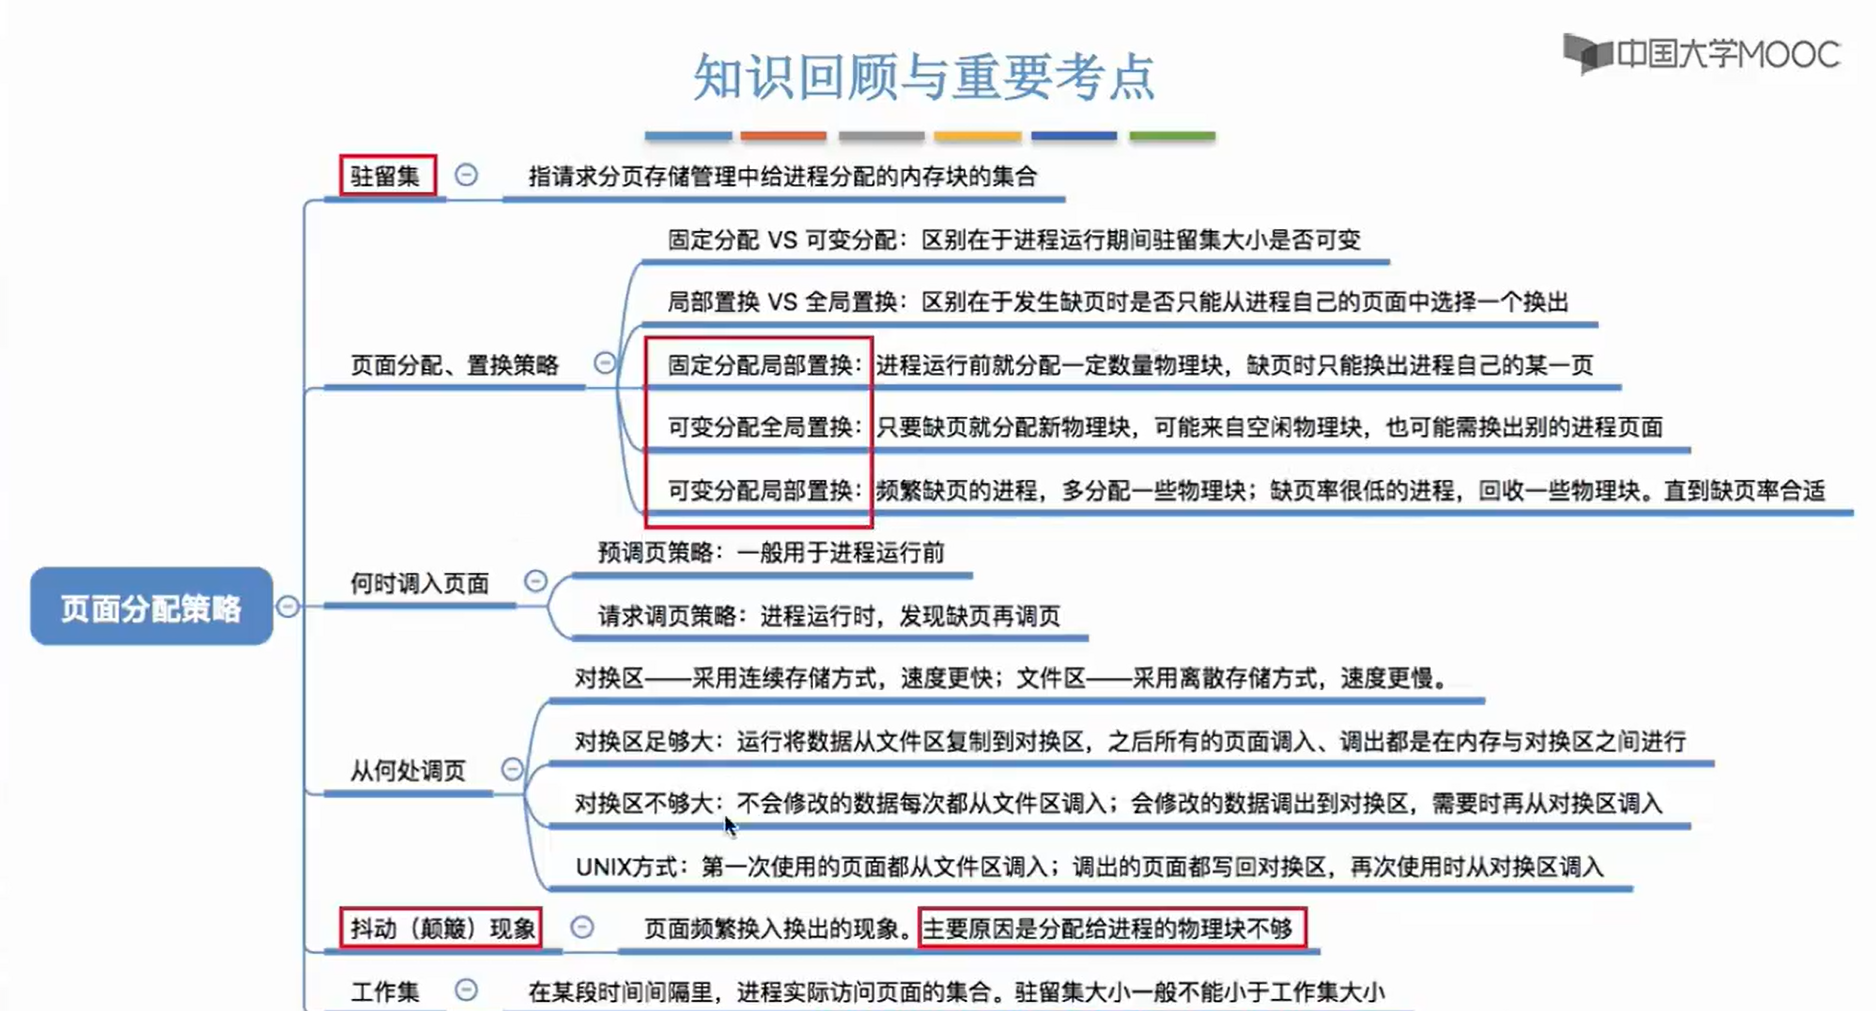 中国大学MOOC
知识回顾与重要考点
驻留集
指请求分页存储管理中给进程分配的内存块的集合
固定分配 VS 可变分配：区别在于进程运行期间驻留集大小是否可变
局部置换 VS 全局置换：区别在于发生缺页时是否只能从进程自己的页面中选择一个换出
页面分配、置换策略
固定分配局部置换：进程运行前就分配一定数量物理块，缺页时只能换出进程自己的某一页
可变分配全局置换：只要缺页就分配新物理块，可能来自空闲物理块，也可能需换出别的进程页面
可变分配局部置换：频繁缺页的进程，多分配一些物理块；缺页率很低的进程，回收一些物理块。直到缺页率合适
页面分配策略
何时调入页面
预调页策略：一般用于进程运行前
请求调页策略：进程运行时，发现缺页再调页
从何处调页
对换区——采用连续存储方式，速度更快；文件区——采用离散存储方式，速度更慢。
对换区足够大：运行将数据从文件区复制到对换区，之后所有的页面调入、调出都是在内存与对换区之间进行
对换区不够大：不会修改的数据每次都从文件区调入；会修改的数据调出到对换区，需要时再从对换区调入
UNIX方式：第一次使用的页面都从文件区调入；调出的页面都写回对换区，再次使用时从对换区调入
抖动（颠簸）现象
页面频繁换入换出的现象。主要原因是分配给进程的物理块不够
工作集
在某段时间间隔里，进程实际访问页面的集合。驻留集大小一般不能小于工作集大小